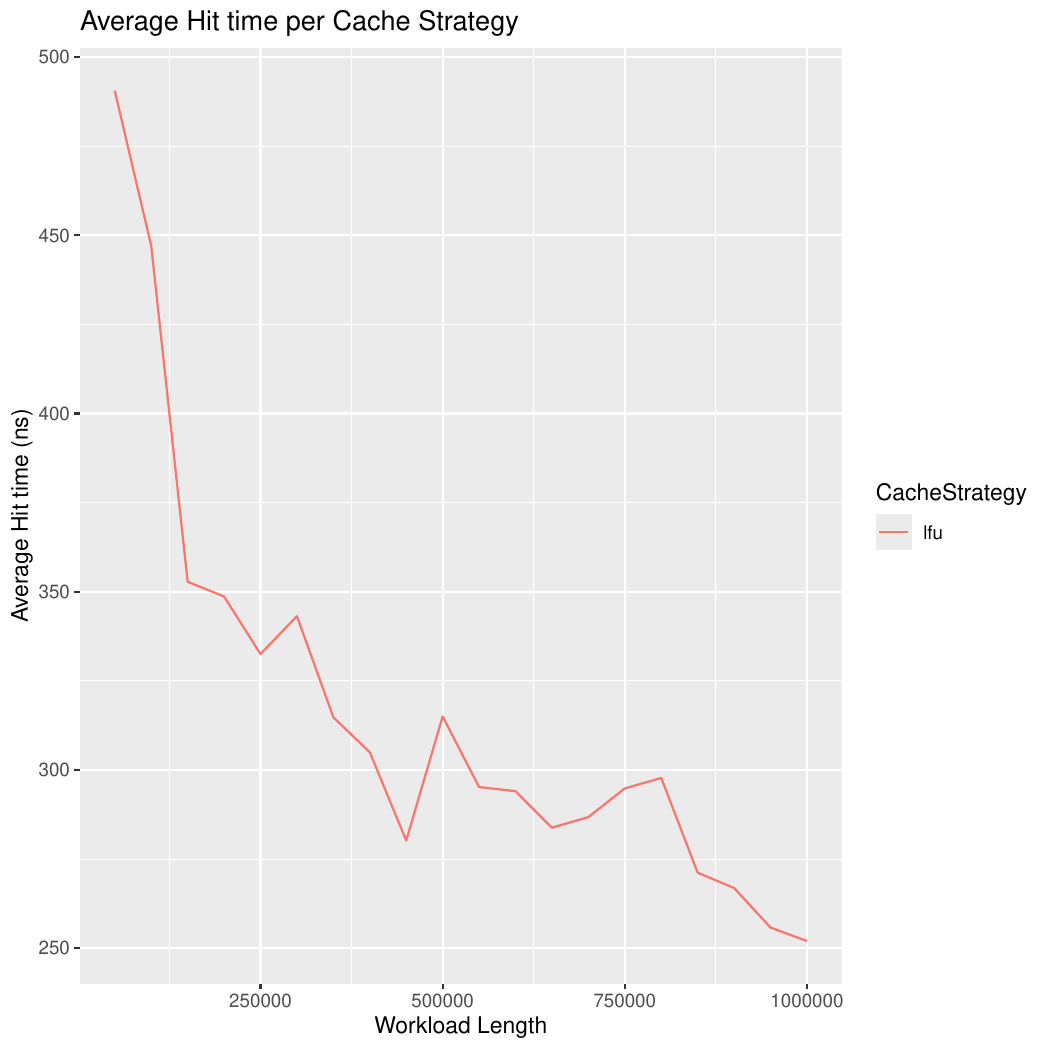 Average Hit time per Cache Strategy
Average Hit time (ns)
500
450
400
350
300
250
250000
500000
750000
1000000
Workload Length
CacheStrategy
lfu